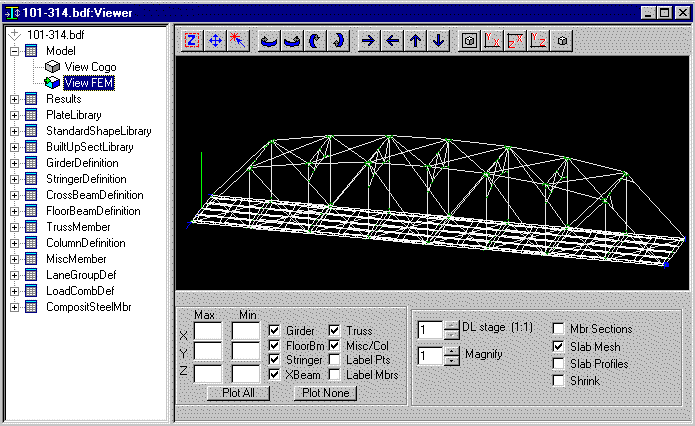 101-314.bdf:Viewer
101-314.bdf
Model
View Cogo
View FEM
Results
PlateLibrary
StandardShapeLibrary
BuiltUpSectLibrary
GirderDefinition
StringerDefinition
CrossBeamDefinition
FloorBeamDefinition
TrussMember
ColumnDefinition
MiscMember
LaneGroupDef
LoadCombDef
CompositSteelMbr
Z
Y X
Z X
Y Z
Max Min
X
Y
Z
Girder Truss
FloorBm Misc/Col
Stringer Label Pts
XBeam Label Mbrs
Plot All Plot None
1 DL stage (1:1)
1 Magnify
Mbr Sections
Slab Mesh
Slab Profiles
Shrink